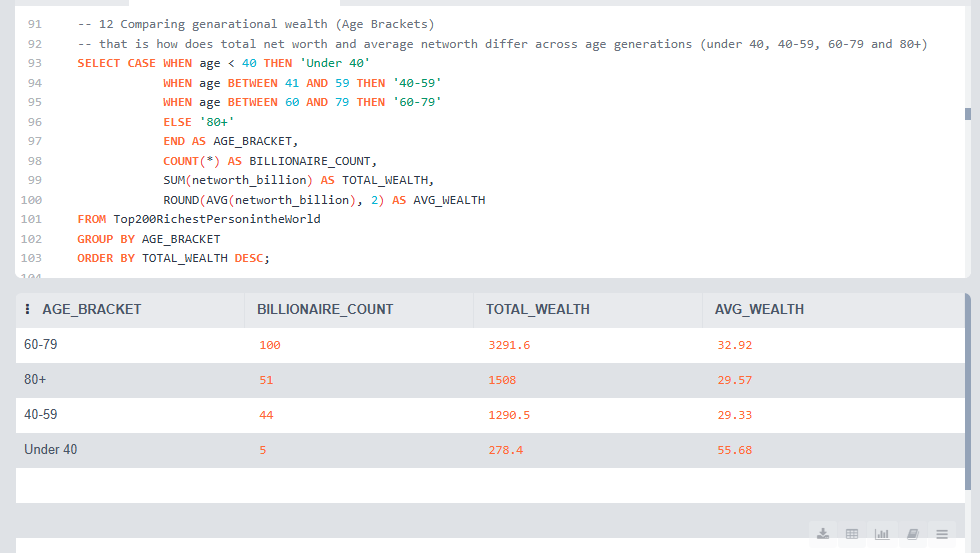 91 -- 12 Comparing genarational wealth (Age Brackets)
92 -- that is how does total net worth and average networth differ across age generations (under 40, 40-59, 60-79 and 80+)
93 SELECT CASE WHEN age < 40 THEN 'Under 40'
94 WHEN age BETWEEN 41 AND 59 THEN '40-59'
95 WHEN age BETWEEN 60 AND 79 THEN '60-79'
96 ELSE '80+'
97 END AS AGE_BRACKET,
98 COUNT(*) AS BILLIONAIRE_COUNT,
99 SUM(networth_billion) AS TOTAL_WEALTH,
100 ROUND(AVG(networth_billion), 2) AS AVG_WEALTH
101 FROM Top200RichestPersonintheWorld
102 GROUP BY AGE_BRACKET
103 ORDER BY TOTAL_WEALTH DESC;
104
AGE_BRACKET BILLIONAIRE_COUNT TOTAL_WEALTH AVG_WEALTH
60-79 100 3291.6 32.92
80+ 51 1508 29.57
40-59 44 1290.5 29.33
Under 40 5 278.4 55.68